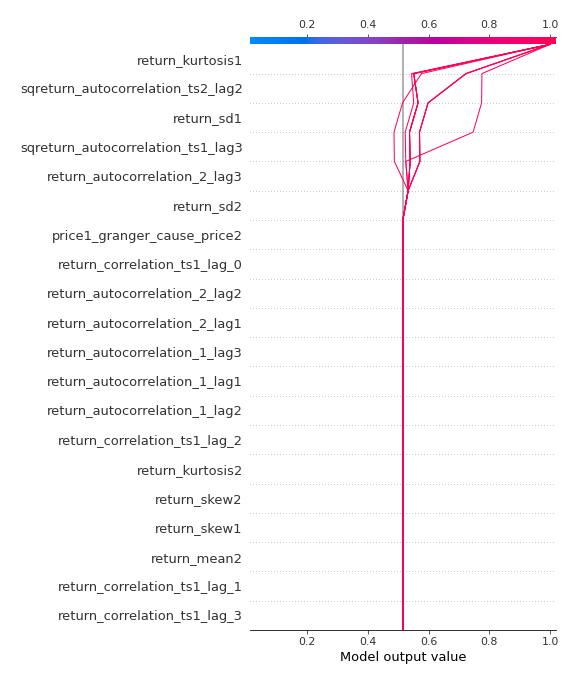 0.2 0.4 0.6 0.8 1.0
return_kurtosis1
sqreturn_autocorrelation_ts2_lag2
return_sd1
sqreturn_autocorrelation_ts1_lag3
return_autocorrelation_2_lag3
return_sd2
price1_granger_cause_price2
return_correlation_ts1_lag_0
return_autocorrelation_2_lag2
return_autocorrelation_2_lag1
return_autocorrelation_1_lag3
return_autocorrelation_1_lag1
return_autocorrelation_1_lag2
return_correlation_ts1_lag_2
return_kurtosis2
return_skew2
return_skew1
return_mean2
return_correlation_ts1_lag_1
return_correlation_ts1_lag_3
0.2 0.4 0.6 0.8 1.0
Model output value